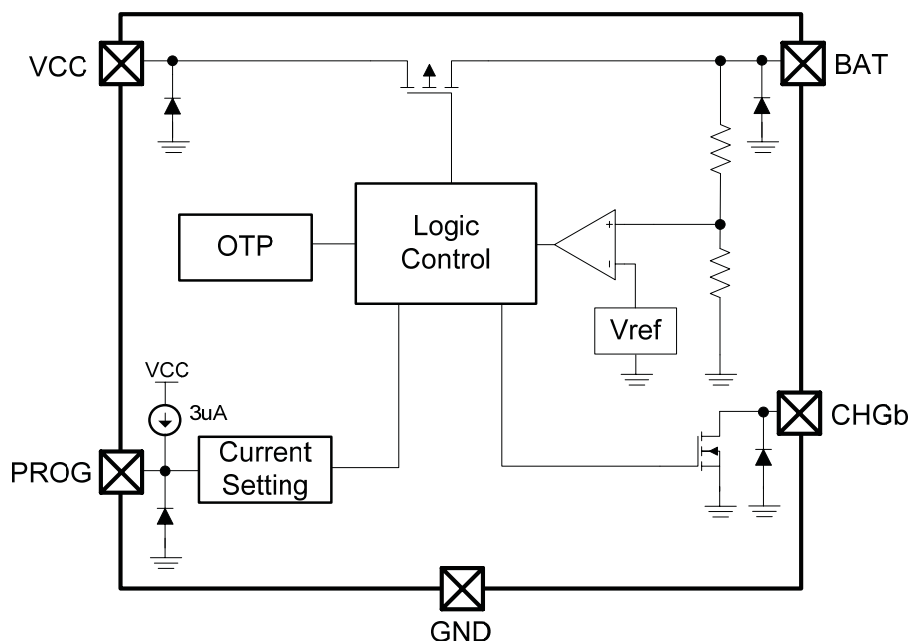 VCC
BAT
Logic
Control
OTP
+
-
Vref
VCC
3uA
CHGb
PROG
Current
Setting
GND